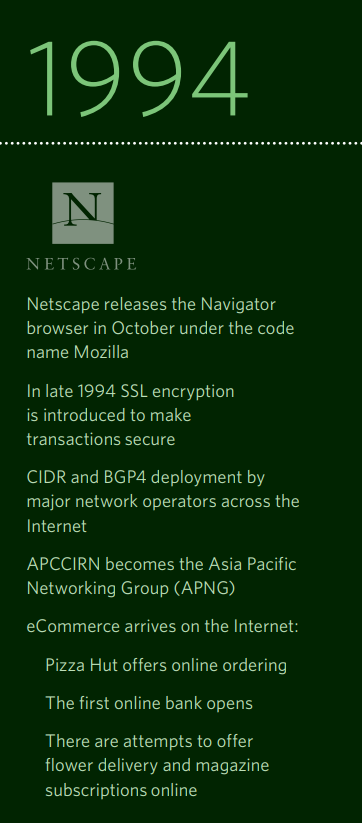 1994
N
NETSCAPE
Netscape releases the Navigator
browser in October under the code
name Mozilla
In late 1994 SSL encryption
is introduced to make
transactions secure
CIDR and BGP4 deployment by
major network operators across the
Internet
APCCIRN becomes the Asia Pacific
Networking Group (APNG)
eCommerce arrives on the Internet:
Pizza Hut offers online ordering
The first online bank opens
There are attempts to offer
flower delivery and magazine
subscriptions online